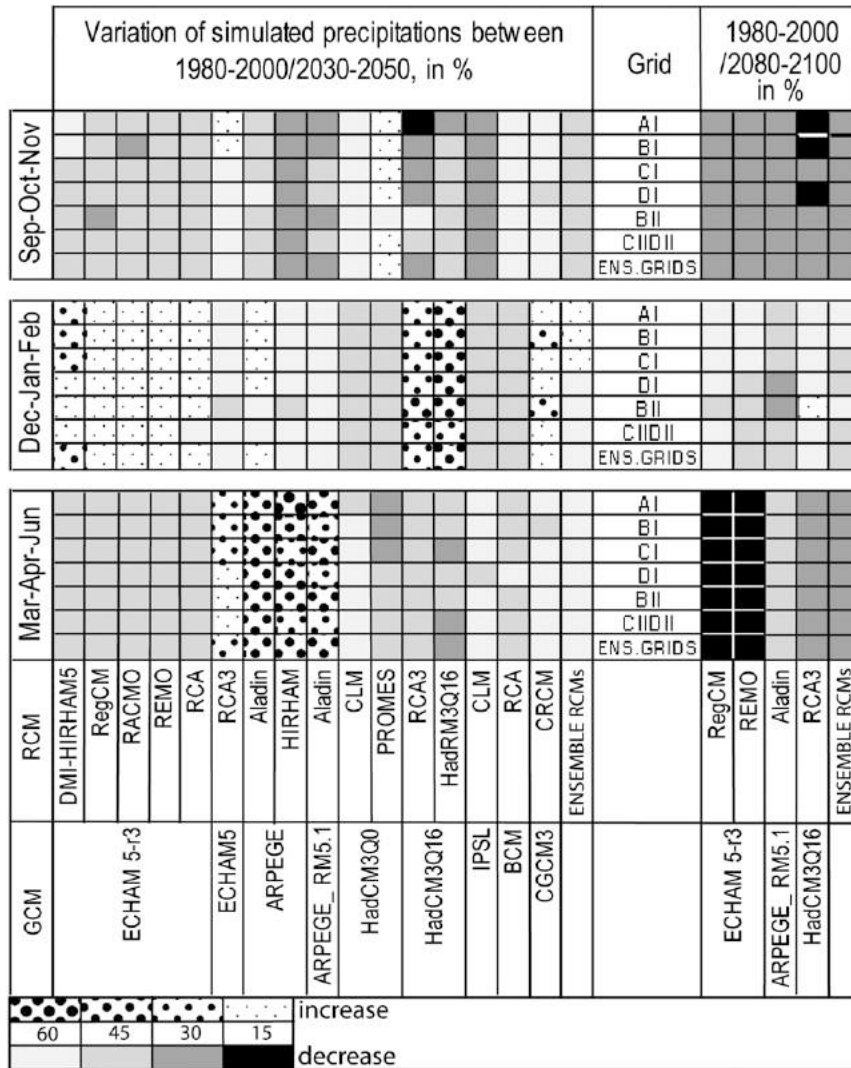 Variation of simulated precipitations between
1980-2000/2030-2050, in %
Grid
1980-2000
/2080-2100
in %
Sep-Oct-Nov
AI
BI
CI
DI
BII
CIIDII
ENS.GRIDS
Dec-Jan-Feb
AI
BI
CI
DI
BII
CIIDII
ENS.GRIDS
Mar-Apr-Jun
AI
BI
CI
DI
BII
CIIDII
ENS.GRIDS
RCM
DMI-HIRHAM5
RegCM
RACMO
REMO
RCA
RCA3
Aladin
HIRHAM
Aladin
CLM
PROMES
RCA3
HadRM3Q16
CLM
RCA
CRCM
ENSEMBLE RCMs
RegCM
REMO
Aladin
RCA3
ENSEMBLE RCMs
GCM
ECHAM 5-r3
ECHAM5
ARPEGE
ARPEGE_ RM5.1
HadCM3Q0
HadCM3Q16
IPSL
BCM
CGCM3
ECHAM 5-r3
ARPEGE_ RM5.1
HadCM3Q16
increase
60 45 30 15
decrease